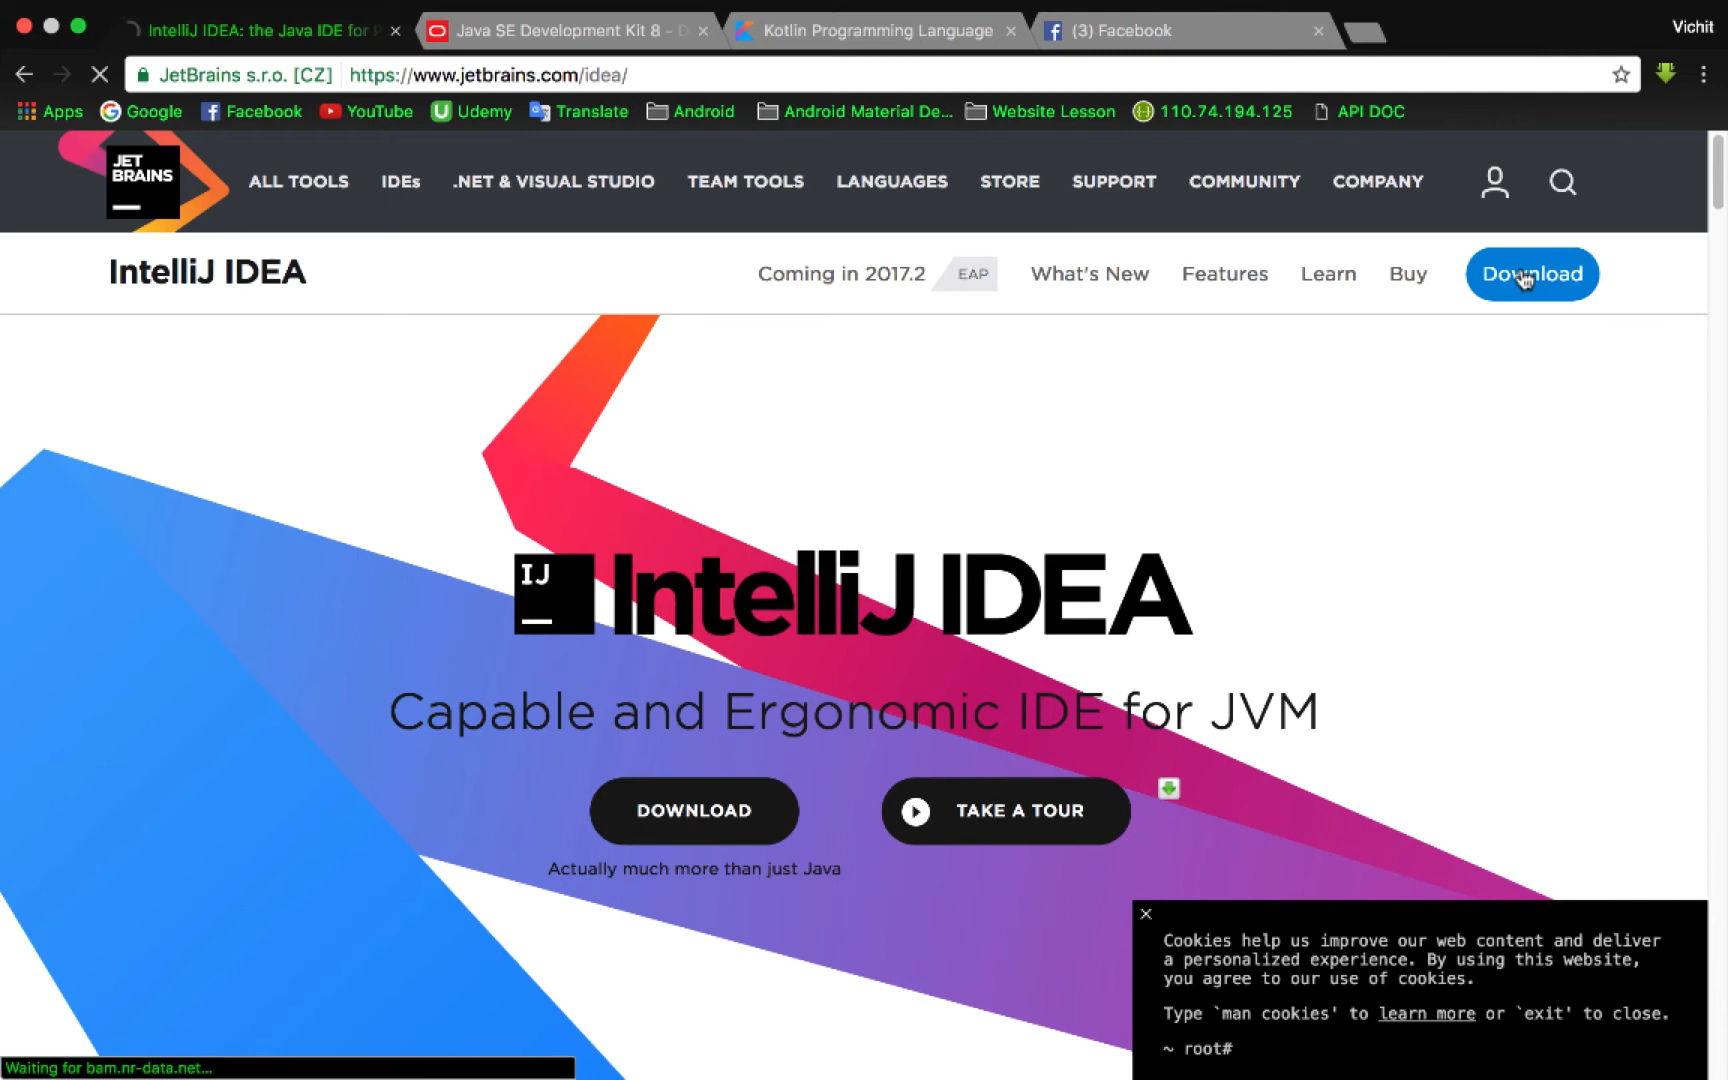 IntelliJ IDEA: the Java IDE for P
Java SE Development Kit 8 - D
Kotlin Programming Language
(3) Facebook
Vichit
JetBrains s.r.o. [CZ] https://www.jetbrains.com/idea/
Apps Google Facebook YouTube Udemy Translate Android Android Material De... Website Lesson 110.74.194.125 API DOC
JET
BRAINS
ALL TOOLS IDEs .NET & VISUAL STUDIO TEAM TOOLS LANGUAGES STORE SUPPORT COMMUNITY COMPANY
IntelliJ IDEA Coming in 2017.2 EAP What's New Features Learn Buy Download
IJ IntelliJ IDEA
Capable and Ergonomic IDE for JVM
DOWNLOAD TAKE A TOUR
Actually much more than just Java
Cookies help us improve our web content and deliver
a personalized experience. By using this website,
you agree to our use of cookies.
Type `man cookies' to learn more or `exit' to close.
~ root#
Waiting for bam.nr-data.net...